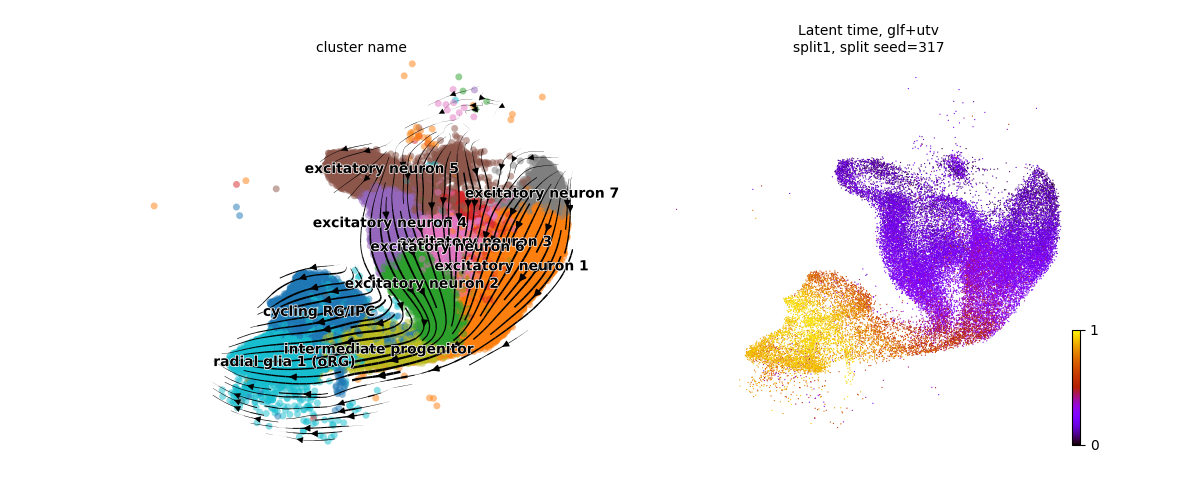 cluster name
Latent time, glf+utv
split1, split seed=317
excitatory neuron 5
excitatory neuron 7
excitatory neuron 4
excitatory neuron 3
excitatory neuron 6
excitatory neuron 1
excitatory neuron 2
cycling RG/IPC
intermediate progenitor
radial glia 1 (oRG)
1
0